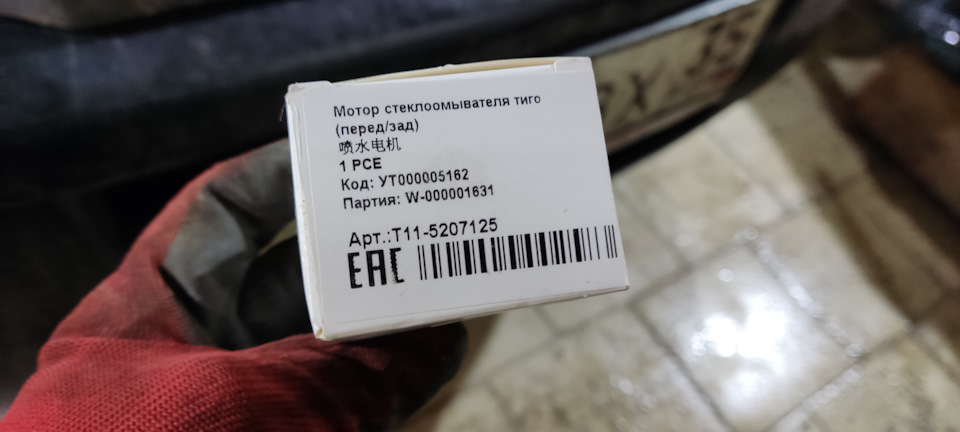 Мотор стеклоомывателя тиго
(перед/зад)
喷水电机
1 PCE
Код: УТ000005162
Партия: W-000001631
Арт.:T11-5207125
EAC